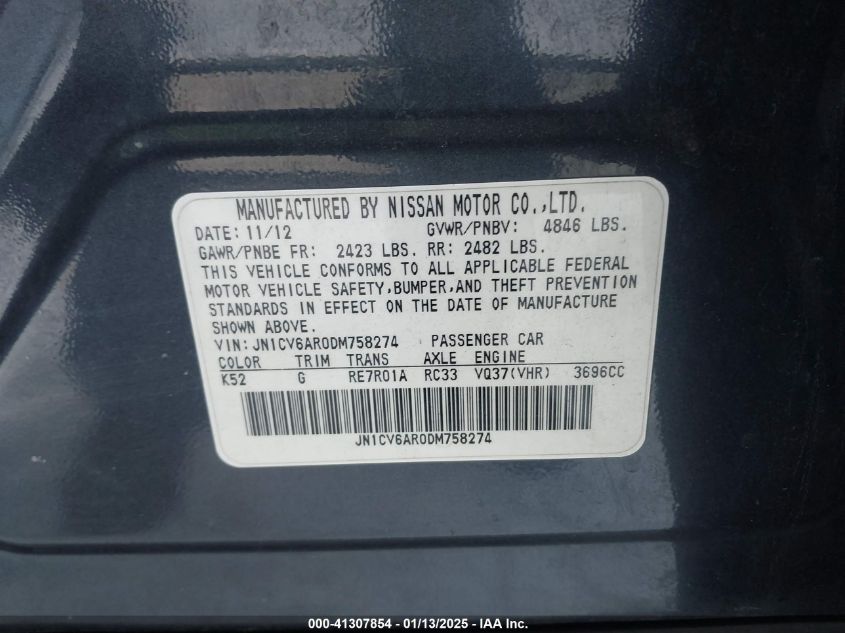 MANUFACTURED BY NISSAN MOTOR CO.,LTD.
DATE: 11/12 GVWR/PNBV: 4846 LBS.
GAWR/PNBE FR: 2423 LBS. RR: 2482 LBS.
THIS VEHICLE CONFORMS TO ALL APPLICABLE FEDERAL
MOTOR VEHICLE SAFETY,BUMPER,AND THEFT PREVENTION
STANDARDS IN EFFECT ON THE DATE OF MANUFACTURE
SHOWN ABOVE.
VIN: JN1CV6AR0DM758274 PASSENGER CAR
COLOR TRIM TRANS AXLE ENGINE
K52 G RE7R01A RC33 VQ37(VHR) 3696CC
JN1CV6AR0DM758274
000-41307854 - 01/13/2025 - IAA Inc.